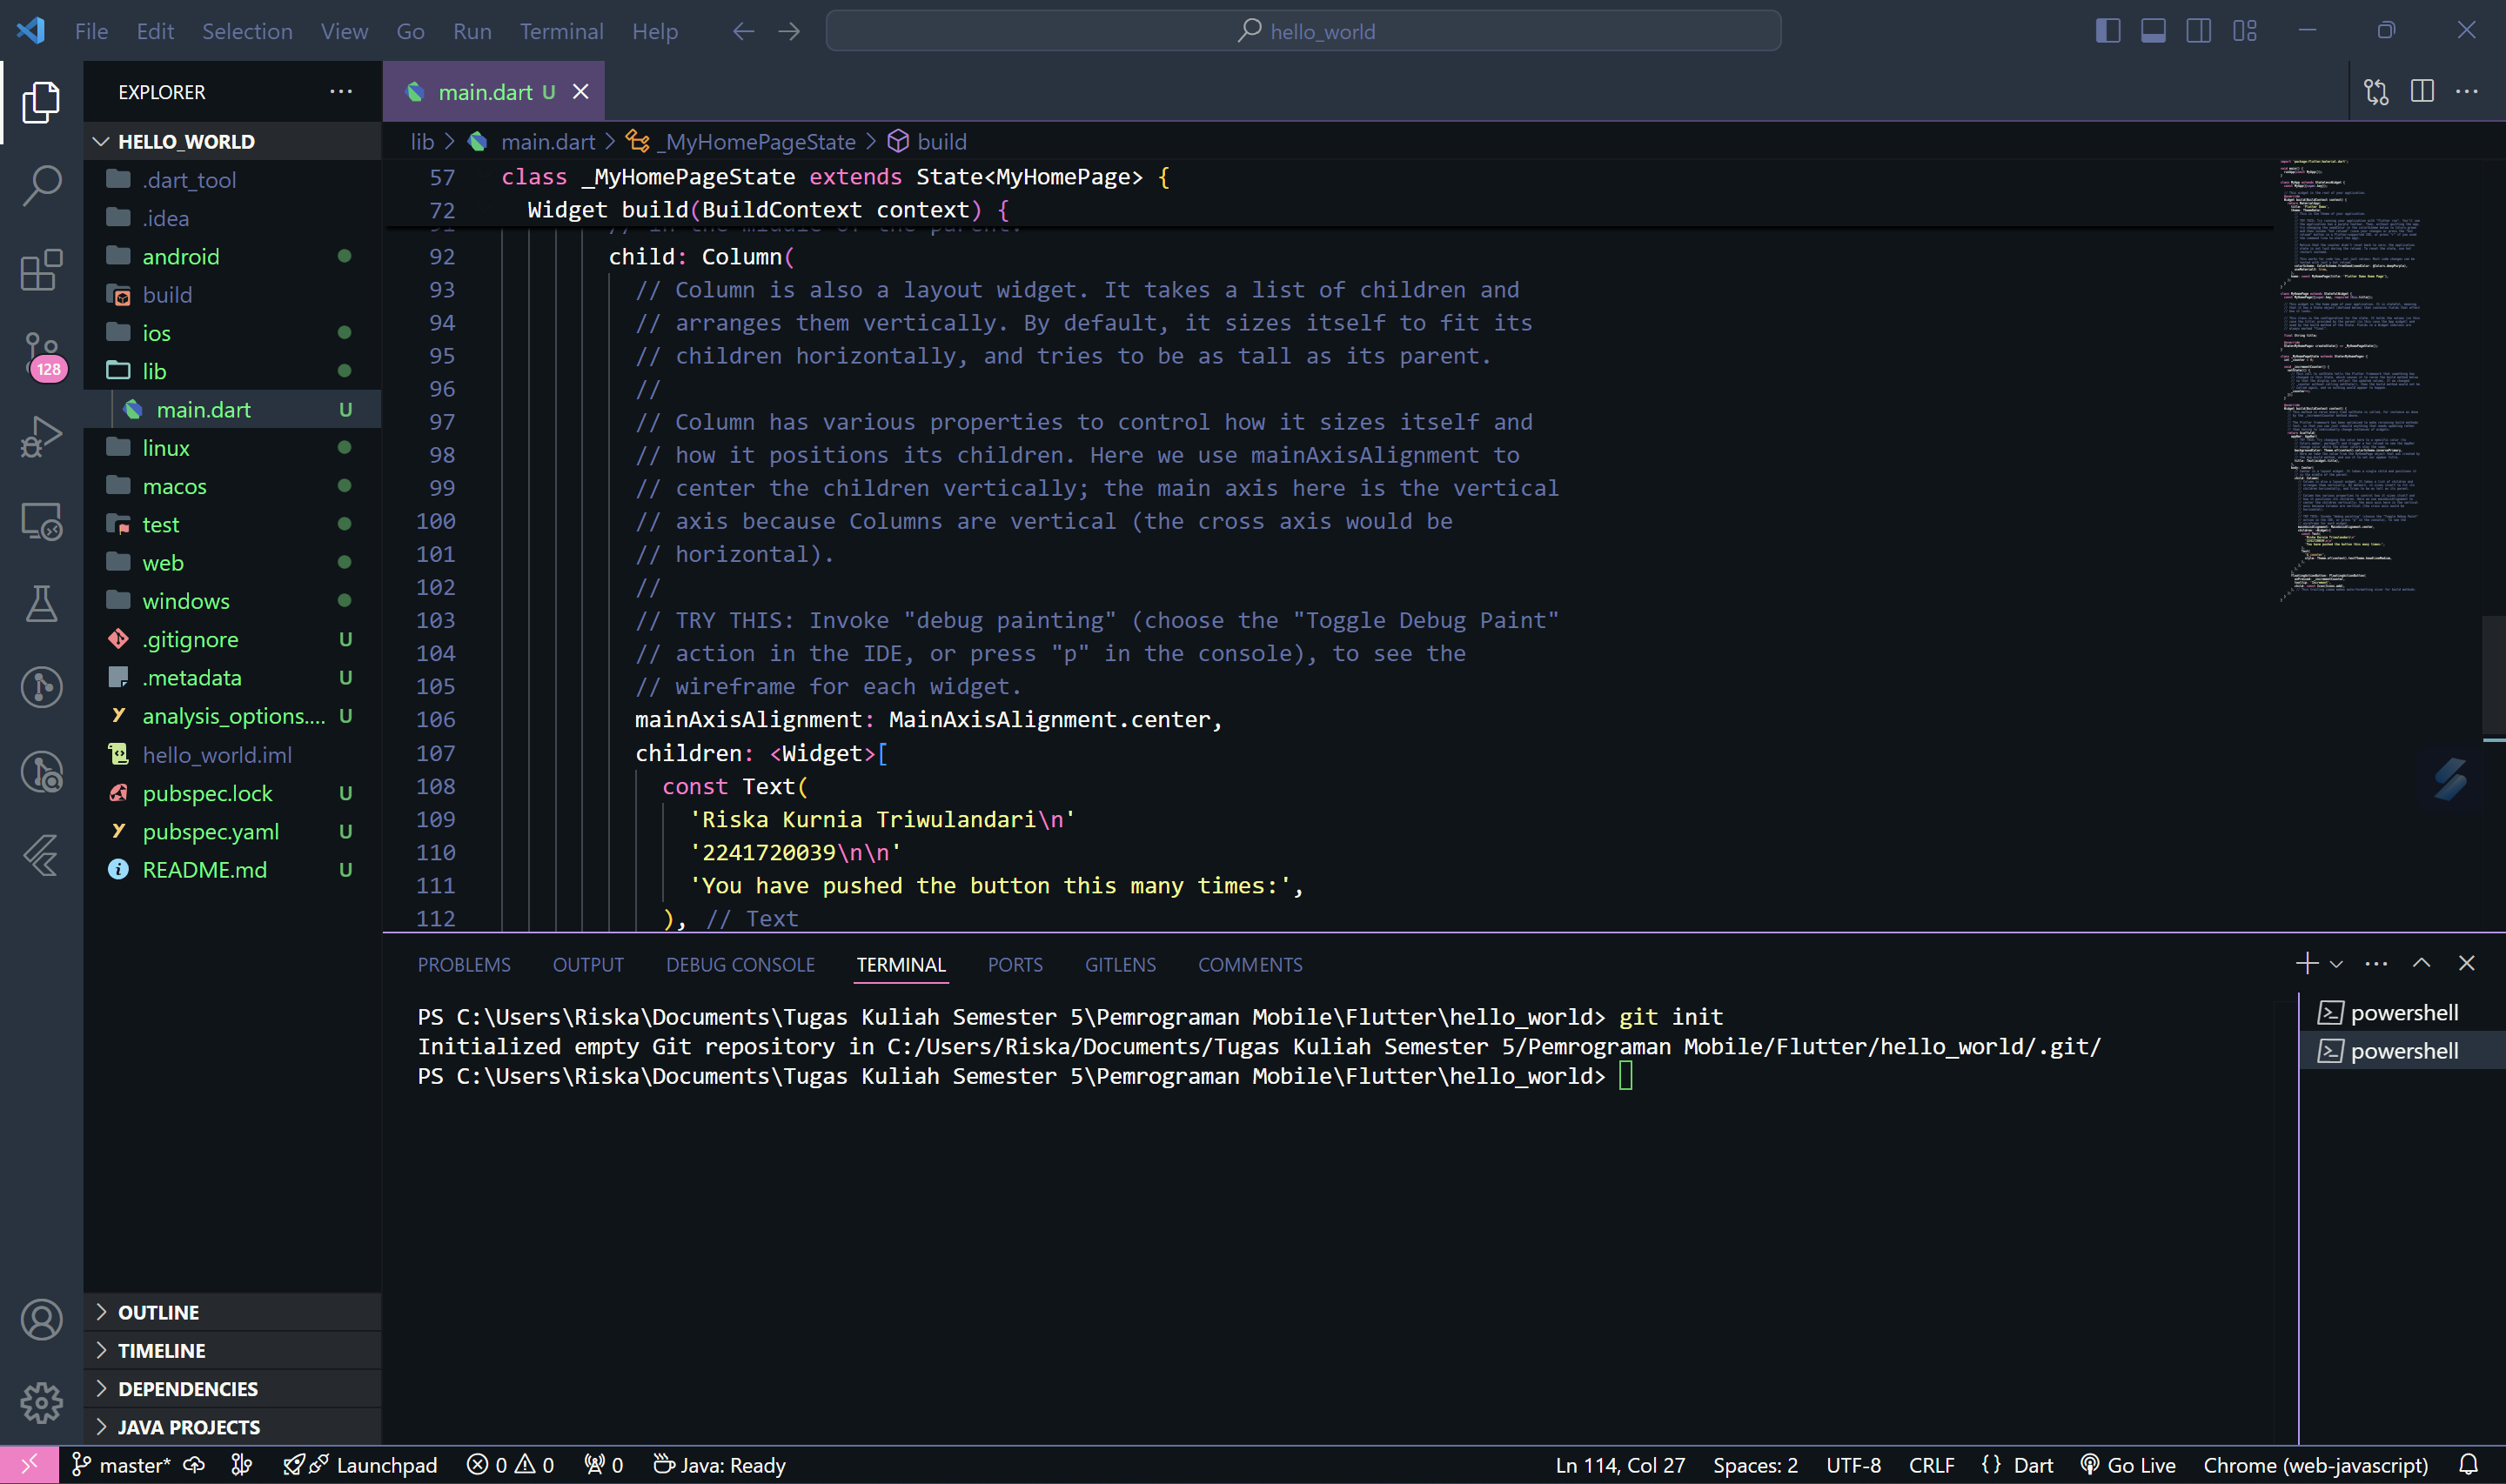 File Edit Selection View Go Run Terminal Help
hello_world
EXPLORER
main.dart U
HELLO_WORLD
.dart_tool
.idea
android
build
ios
lib
main.dart U
linux
macos
test
web
windows
.gitignore U
.metadata U
analysis_options.... U
hello_world.iml
pubspec.lock U
pubspec.yaml U
README.md U
128
OUTLINE
TIMELINE
DEPENDENCIES
JAVA PROJECTS
lib > main.dart > _MyHomePageState > build
57 class _MyHomePageState extends State<MyHomePage> {
72 Widget build(BuildContext context) {
91 // in the middle of the parent.
92 child: Column(
93 // Column is also a layout widget. It takes a list of children and
94 // arranges them vertically. By default, it sizes itself to fit its
95 // children horizontally, and tries to be as tall as its parent.
96 //
97 // Column has various properties to control how it sizes itself and
98 // how it positions its children. Here we use mainAxisAlignment to
99 // center the children vertically; the main axis here is the vertical
100 // axis because Columns are vertical (the cross axis would be
101 // horizontal).
102 //
103 // TRY THIS: Invoke "debug painting" (choose the "Toggle Debug Paint"
104 // action in the IDE, or press "p" in the console), to see the
105 // wireframe for each widget.
106 mainAxisAlignment: MainAxisAlignment.center,
107 children: <Widget>[
108 const Text(
109 'Riska Kurnia Triwulandari\n'
110 '2241720039\n\n'
111 'You have pushed the button this many times:',
112 ), // Text
PROBLEMS OUTPUT DEBUG CONSOLE TERMINAL PORTS GITLENS COMMENTS
PS C:\Users\Riska\Documents\Tugas Kuliah Semester 5\Pemrograman Mobile\Flutter\hello_world> git init
Initialized empty Git repository in C:/Users/Riska/Documents/Tugas Kuliah Semester 5/Pemrograman Mobile/Flutter/hello_world/.git/
PS C:\Users\Riska\Documents\Tugas Kuliah Semester 5\Pemrograman Mobile\Flutter\hello_world>
powershell
powershell
master* Launchpad 0 0 0 Java: Ready Ln 114, Col 27 Spaces: 2 UTF-8 CRLF {} Dart Go Live Chrome (web-javascript)